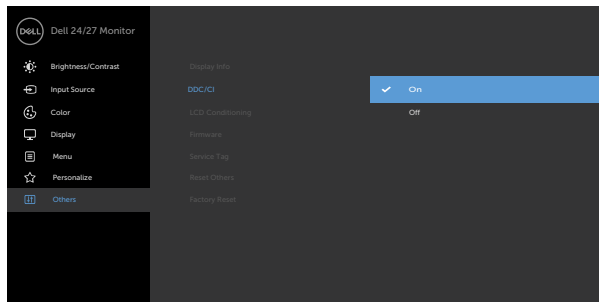 DELL
Dell 24/27 Monitor
Brightness/Contrast
Input Source
Color
Display
Menu
Personalize
Others
Display Info
DDC/CI
LCD Conditioning
Firmware
Service Tag
Reset Others
Factory Reset
On
Off